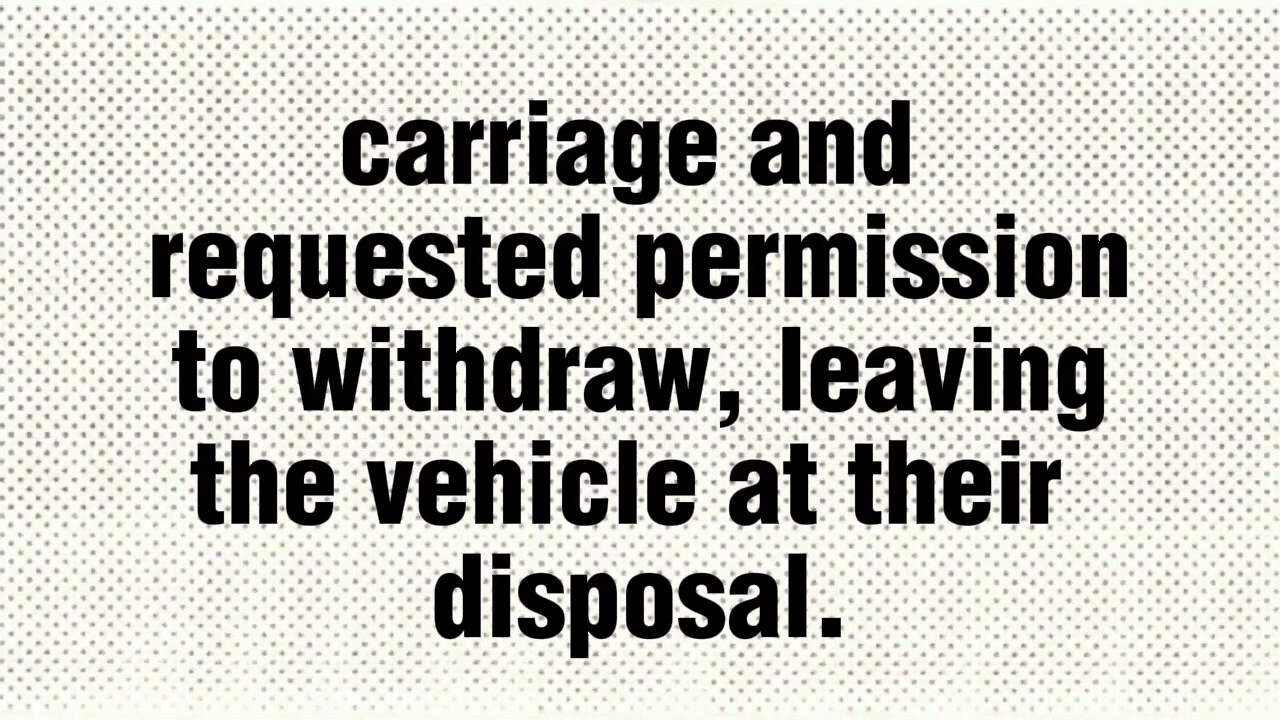 carriage and
requested permission
to withdraw, leaving
the vehicle at their
disposal.